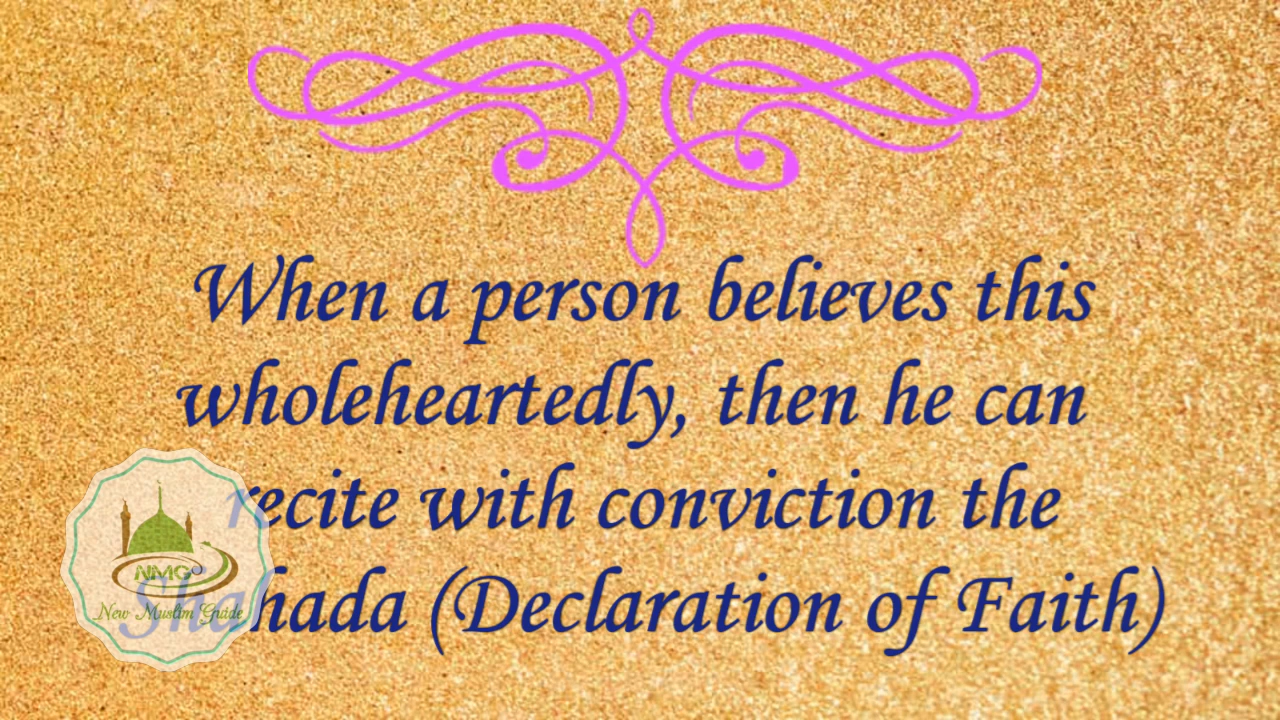 When a person believes this
wholeheartedly, then he can
recite with conviction the
Shahada (Declaration of Faith)
NMG
New Muslim Guide